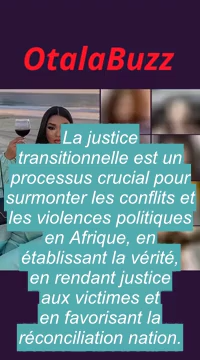 OtalaBuzz
La justice
transitionnelle est un
processus crucial pour
surmonter les conflits et
les violences politiques
en Afrique, en
établissant la vérité,
en rendant justice
aux victimes et
en favorisant la
réconciliation nation.